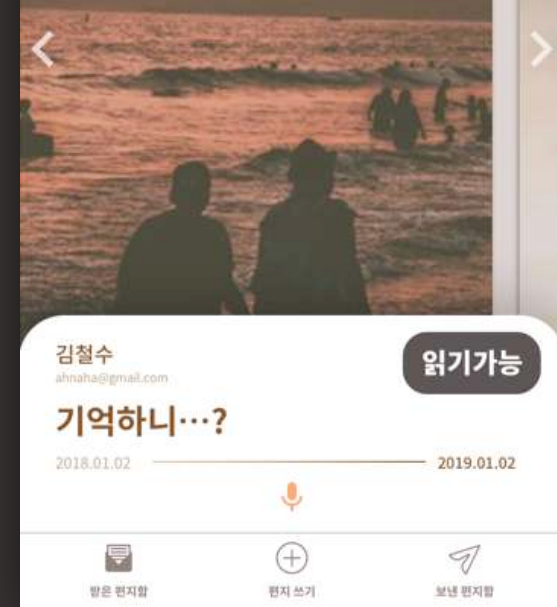 김철수
읽기가능
ahnaha@gmail.com
기억하니…?
2018.01.02
2019.01.02
받은 편지함
편지 쓰기
보낸 편지함